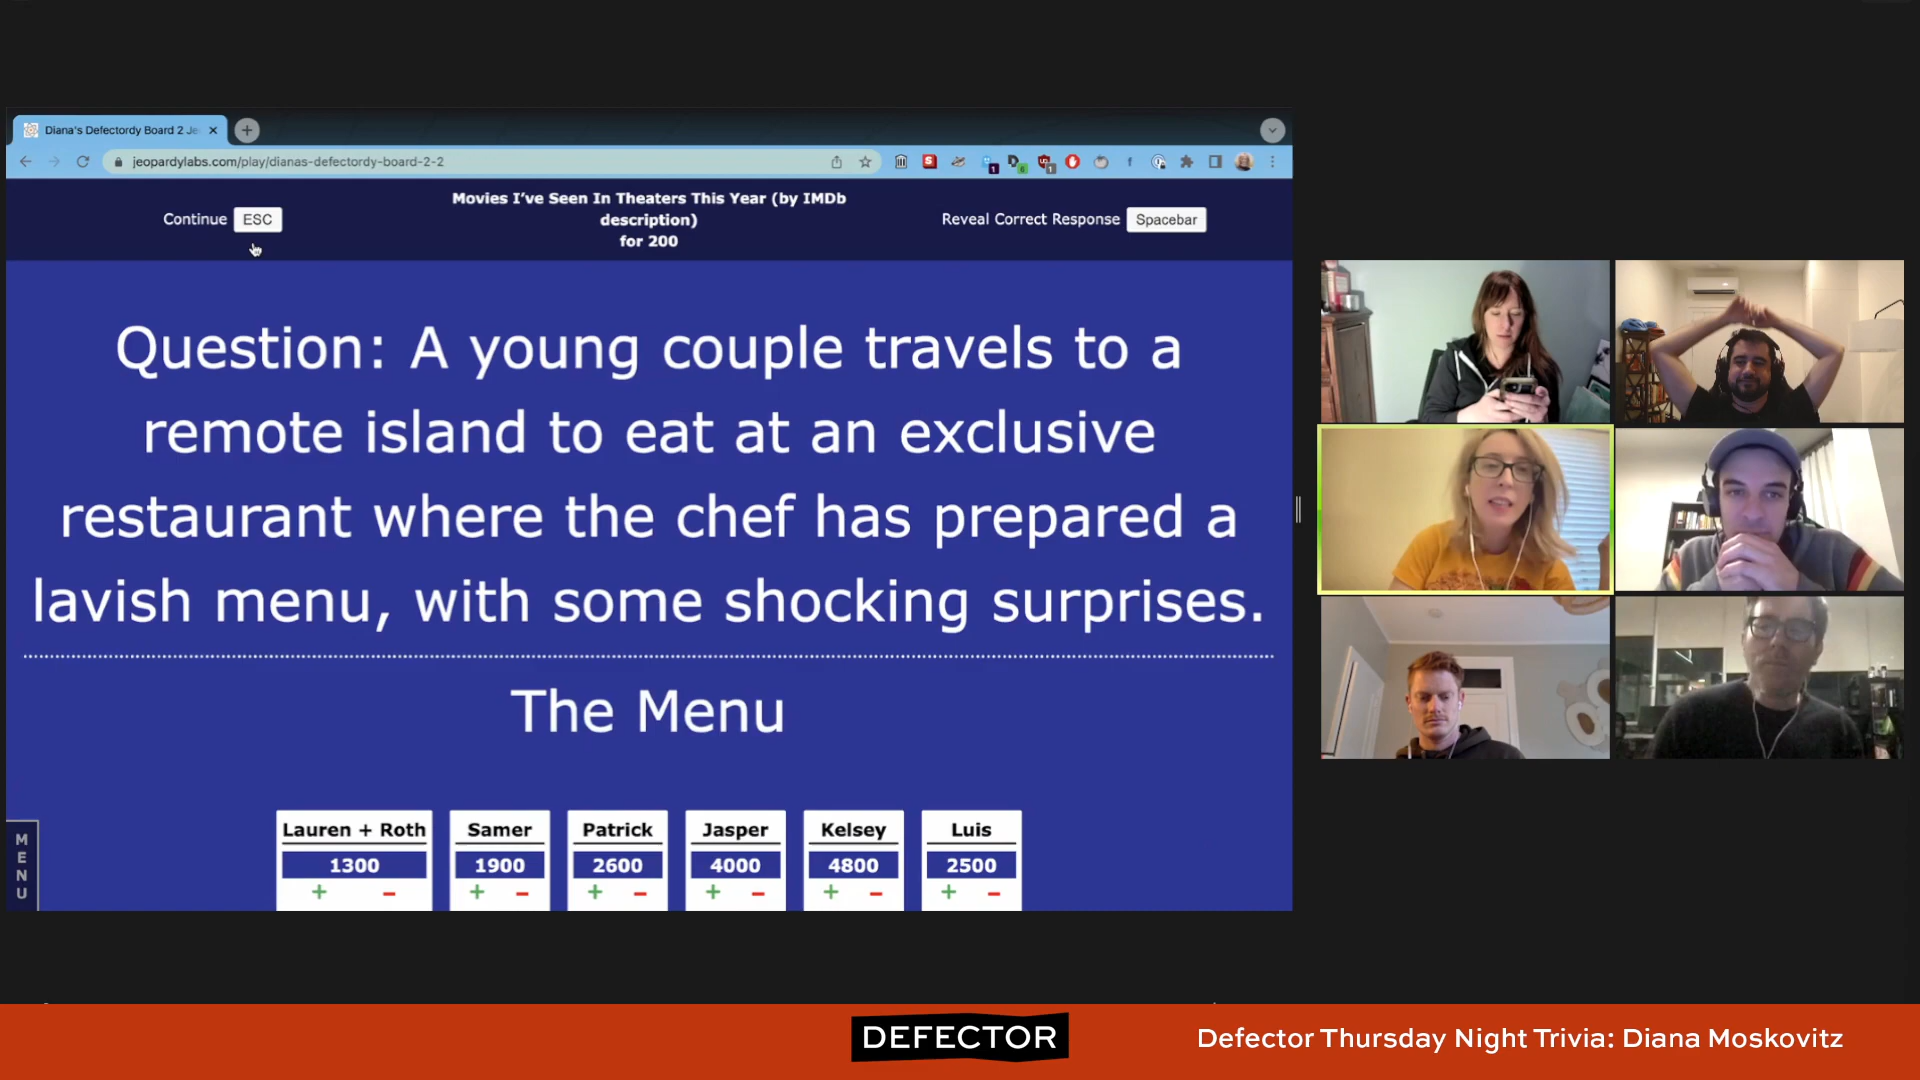 Diana's Defectordy Board 2 Je
jeopardylabs.com/play/dianas-defectordy-board-2-2
Continue ESC
Movies I've Seen In Theaters This Year (by IMDb
description)
for 200
Reveal Correct Response Spacebar
Question: A young couple travels to a
remote island to eat at an exclusive
restaurant where the chef has prepared a
lavish menu, with some shocking surprises.
The Menu
MENU
Lauren + Roth
1300
+ -
Samer
1900
+ -
Patrick
2600
+ -
Jasper
4000
+ -
Kelsey
4800
+ -
Luis
2500
+ -
DEFECTOR
Defector Thursday Night Trivia: Diana Moskovitz